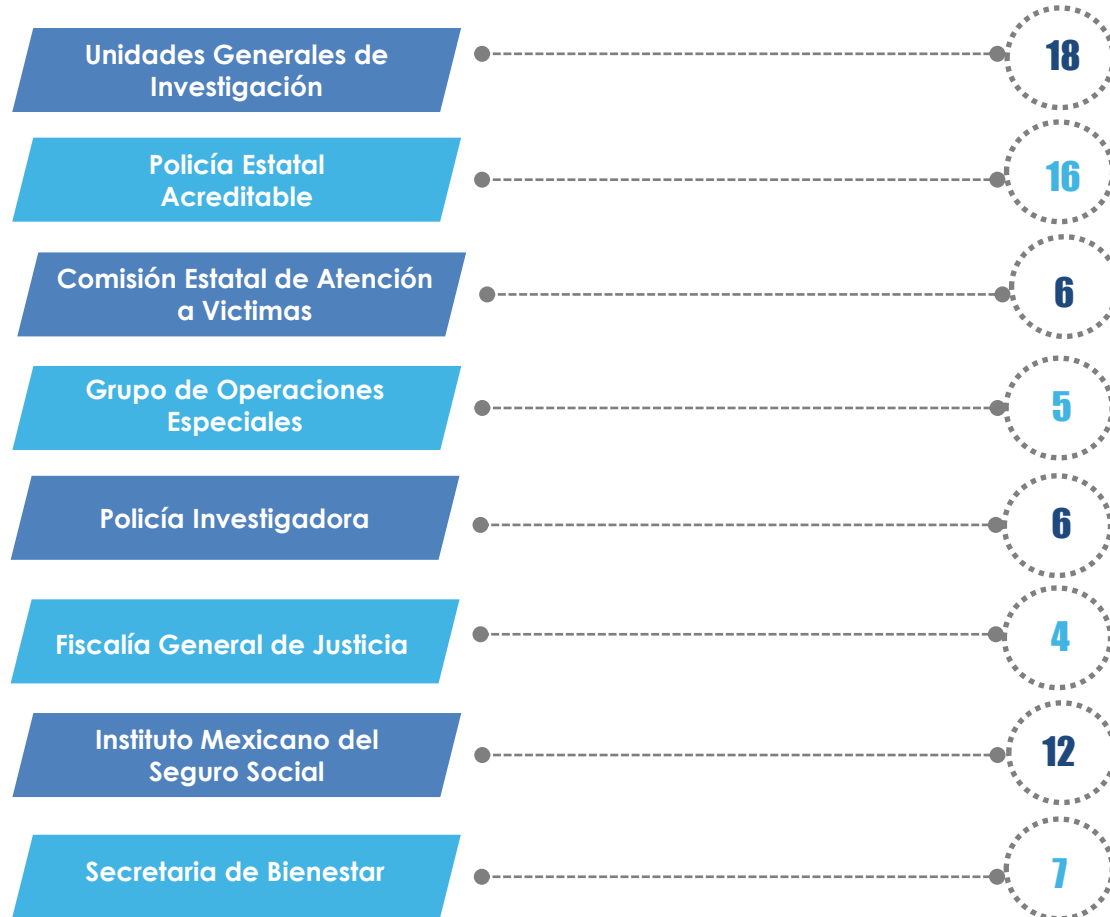 Unidades Generales de
Investigación
18
Policía Estatal
Acreditable
16
Comisión Estatal de Atención
a Victimas
6
Grupo de Operaciones
Especiales
5
Policía Investigadora
6
Fiscalía General de Justicia
4
Instituto Mexicano del
Seguro Social
12
Secretaria de Bienestar
7